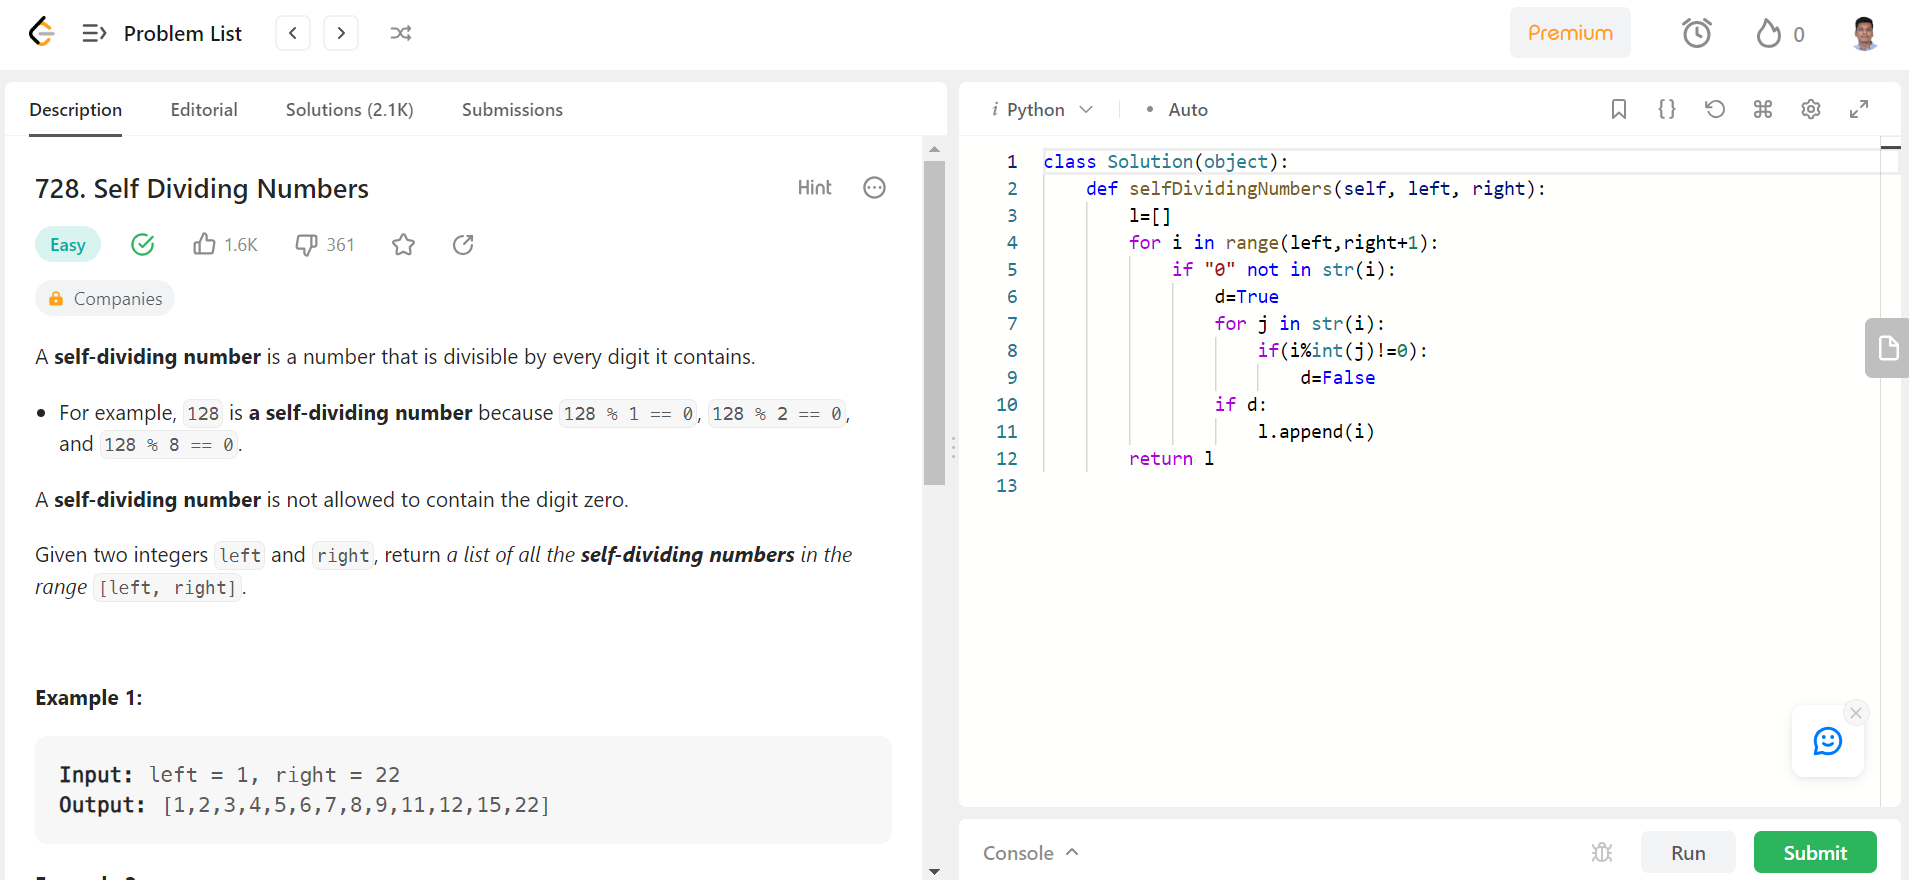 Problem List
Premium
0
Description Editorial Solutions (2.1K) Submissions
728. Self Dividing Numbers
Hint
Easy 1.6K 361
Companies
A self-dividing number is a number that is divisible by every digit it contains.
• For example, 128 is a self-dividing number because 128 % 1 == 0, 128 % 2 == 0,
and 128 % 8 == 0.
A self-dividing number is not allowed to contain the digit zero.
Given two integers left and right, return a list of all the self-dividing numbers in the
range [left, right].
Example 1:
Input: left = 1, right = 22
Output: [1,2,3,4,5,6,7,8,9,11,12,15,22]
i Python • Auto
1 class Solution(object):
2     def selfDividingNumbers(self, left, right):
3         l=[]
4         for i in range(left,right+1):
5             if "0" not in str(i):
6                 d=True
7                 for j in str(i):
8                     if(i%int(j)!=0):
9                         d=False
10                 if d:
11                     l.append(i)
12         return l
13
Console
Run
Submit